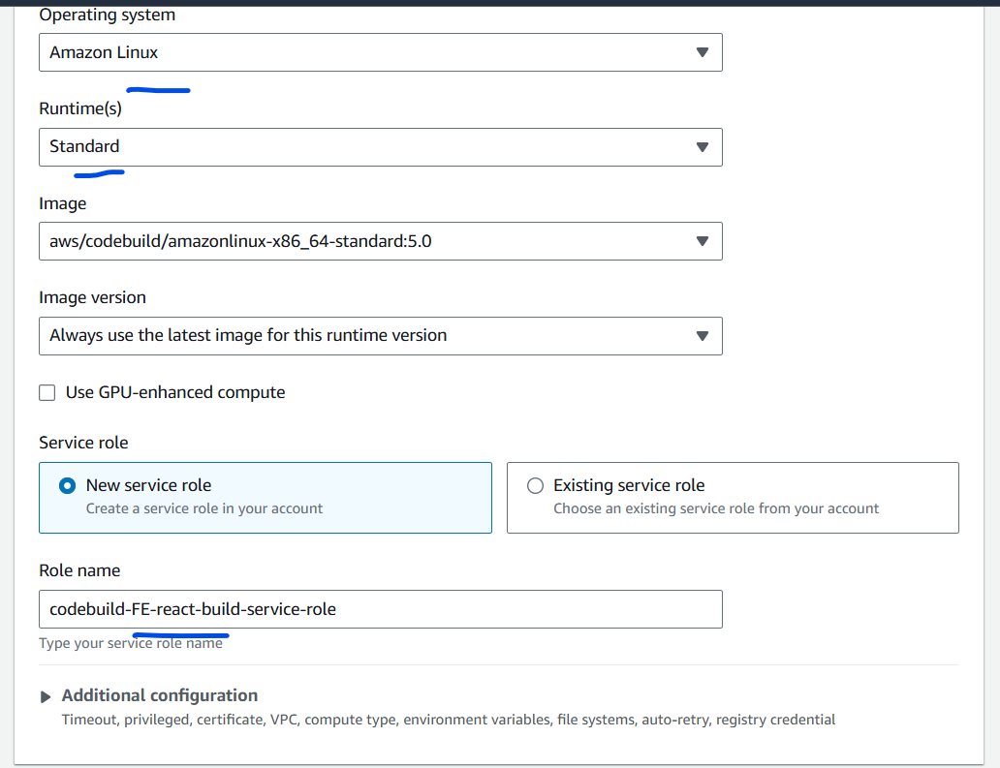 Operating system
Amazon Linux
Runtime(s)
Standard
Image
aws/codebuild/amazonlinux-x86_64-standard:5.0
Image version
Always use the latest image for this runtime version
Use GPU-enhanced compute
Service role
New service role
Create a service role in your account
Existing service role
Choose an existing service role from your account
Role name
codebuild-FE-react-build-service-role
Type your service role name
Additional configuration
Timeout, privileged, certificate, VPC, compute type, environment variables, file systems, auto-retry, registry credential